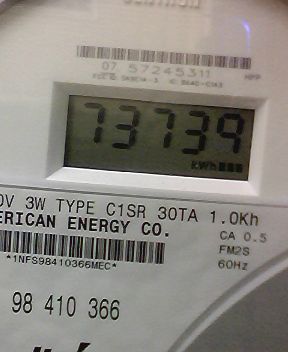 07 57245311
73739
kWh
0V 3W TYPE C1SR 30TA 1.0Kh
ERICAN ENERGY CO.
CA 0.5
FM2S
*1NFS98410366MEC*
60Hz
98 410 366